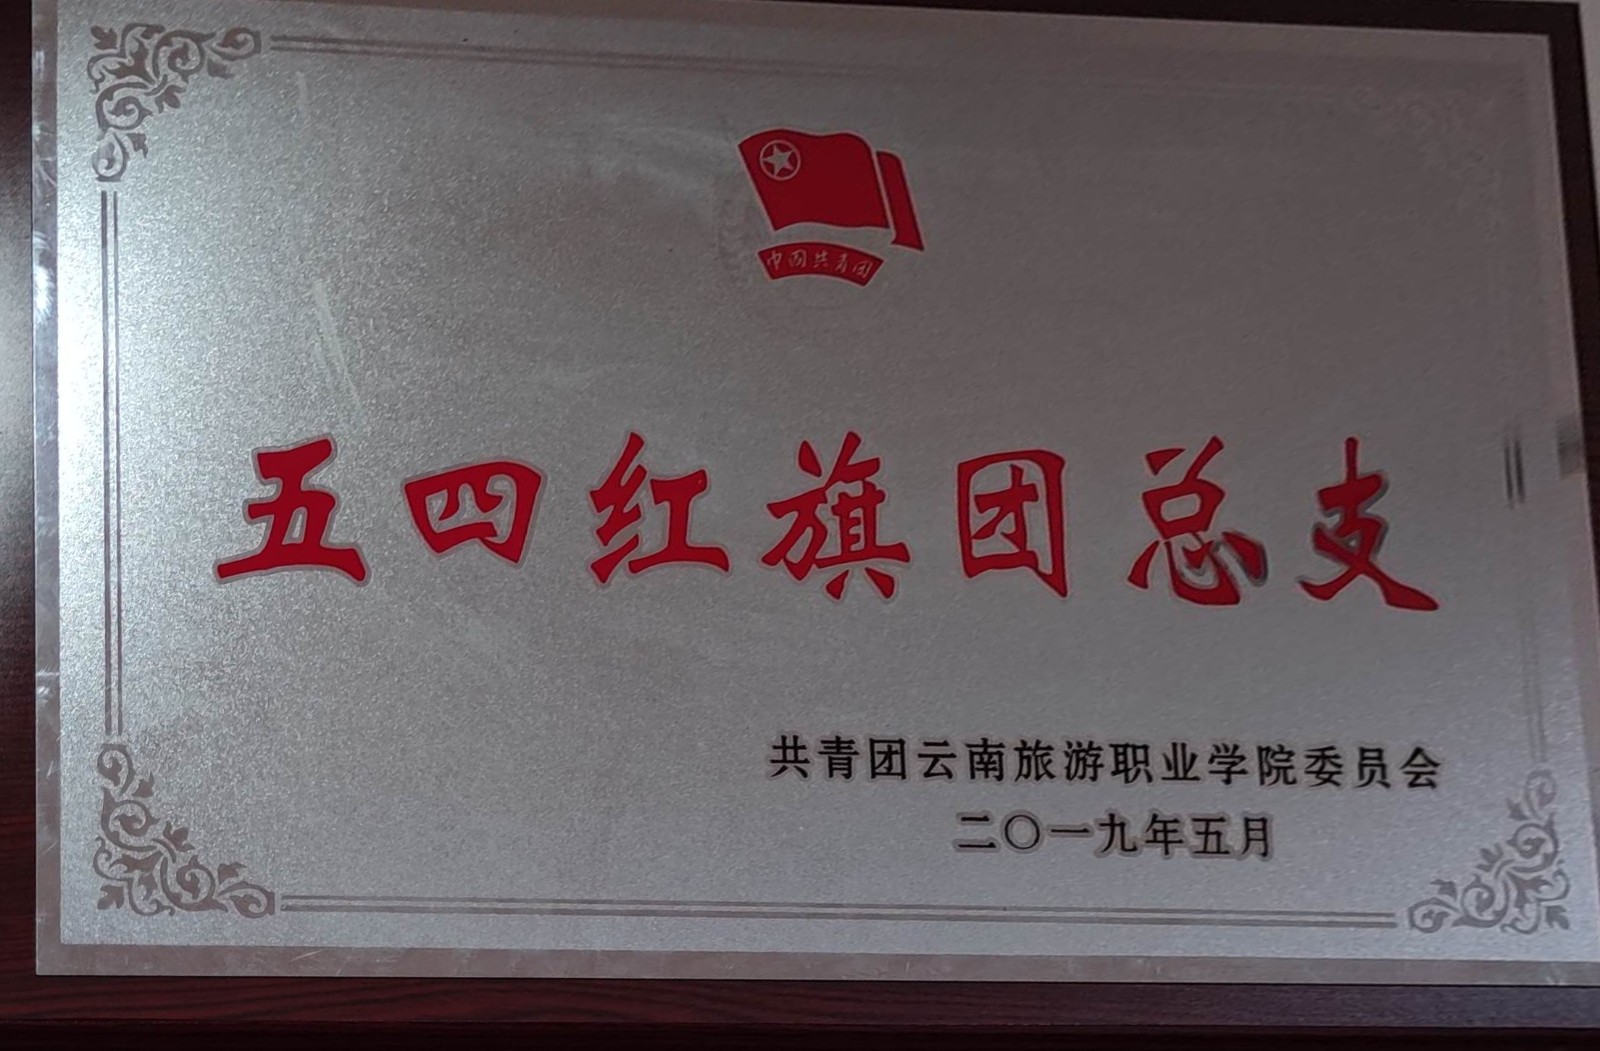 中国共青团
五四红旗团总支
共青团云南旅游职业学院委员会
二〇一九年五月